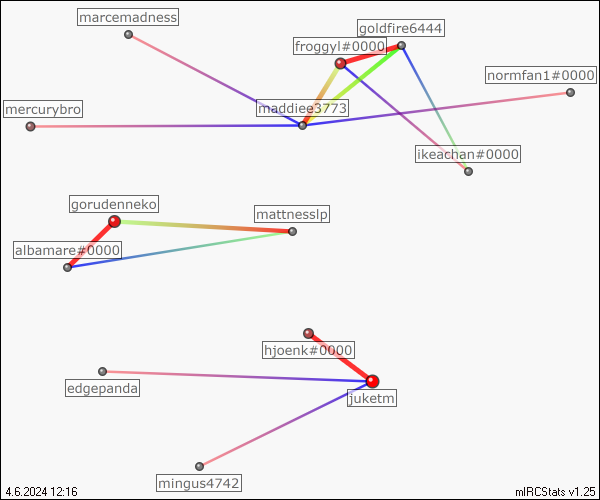 marcemadness
goldfire6444
froggyl#0000
normfan1#0000
mercurybro
maddiee3773
ikeachan#0000
gorudenneko
mattnesslp
albamare#0000
hjoenk#0000
edgepanda
juketm
mingus4742
4.6.2024 12:16
mIRCStats v1.25